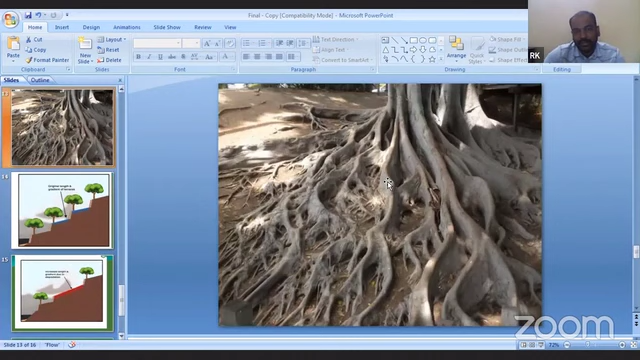 Final - Copy [Compatibility Mode] - Microsoft PowerPoint
Home Insert Design Animations Slide Show Review View
Paste
Cut
Copy
Format Painter
Clipboard
New Slide
Layout
Reset
Delete
Slides
Font
Text Direction
Align Text
Convert to SmartArt
Paragraph
Arrange
Quick Styles
Shape Fill
Shape Outline
Shape Effects
Drawing
Editing
RK
Slides Outline
13
14
15
Slide 13 of 16 "Flow"
72%
zoom